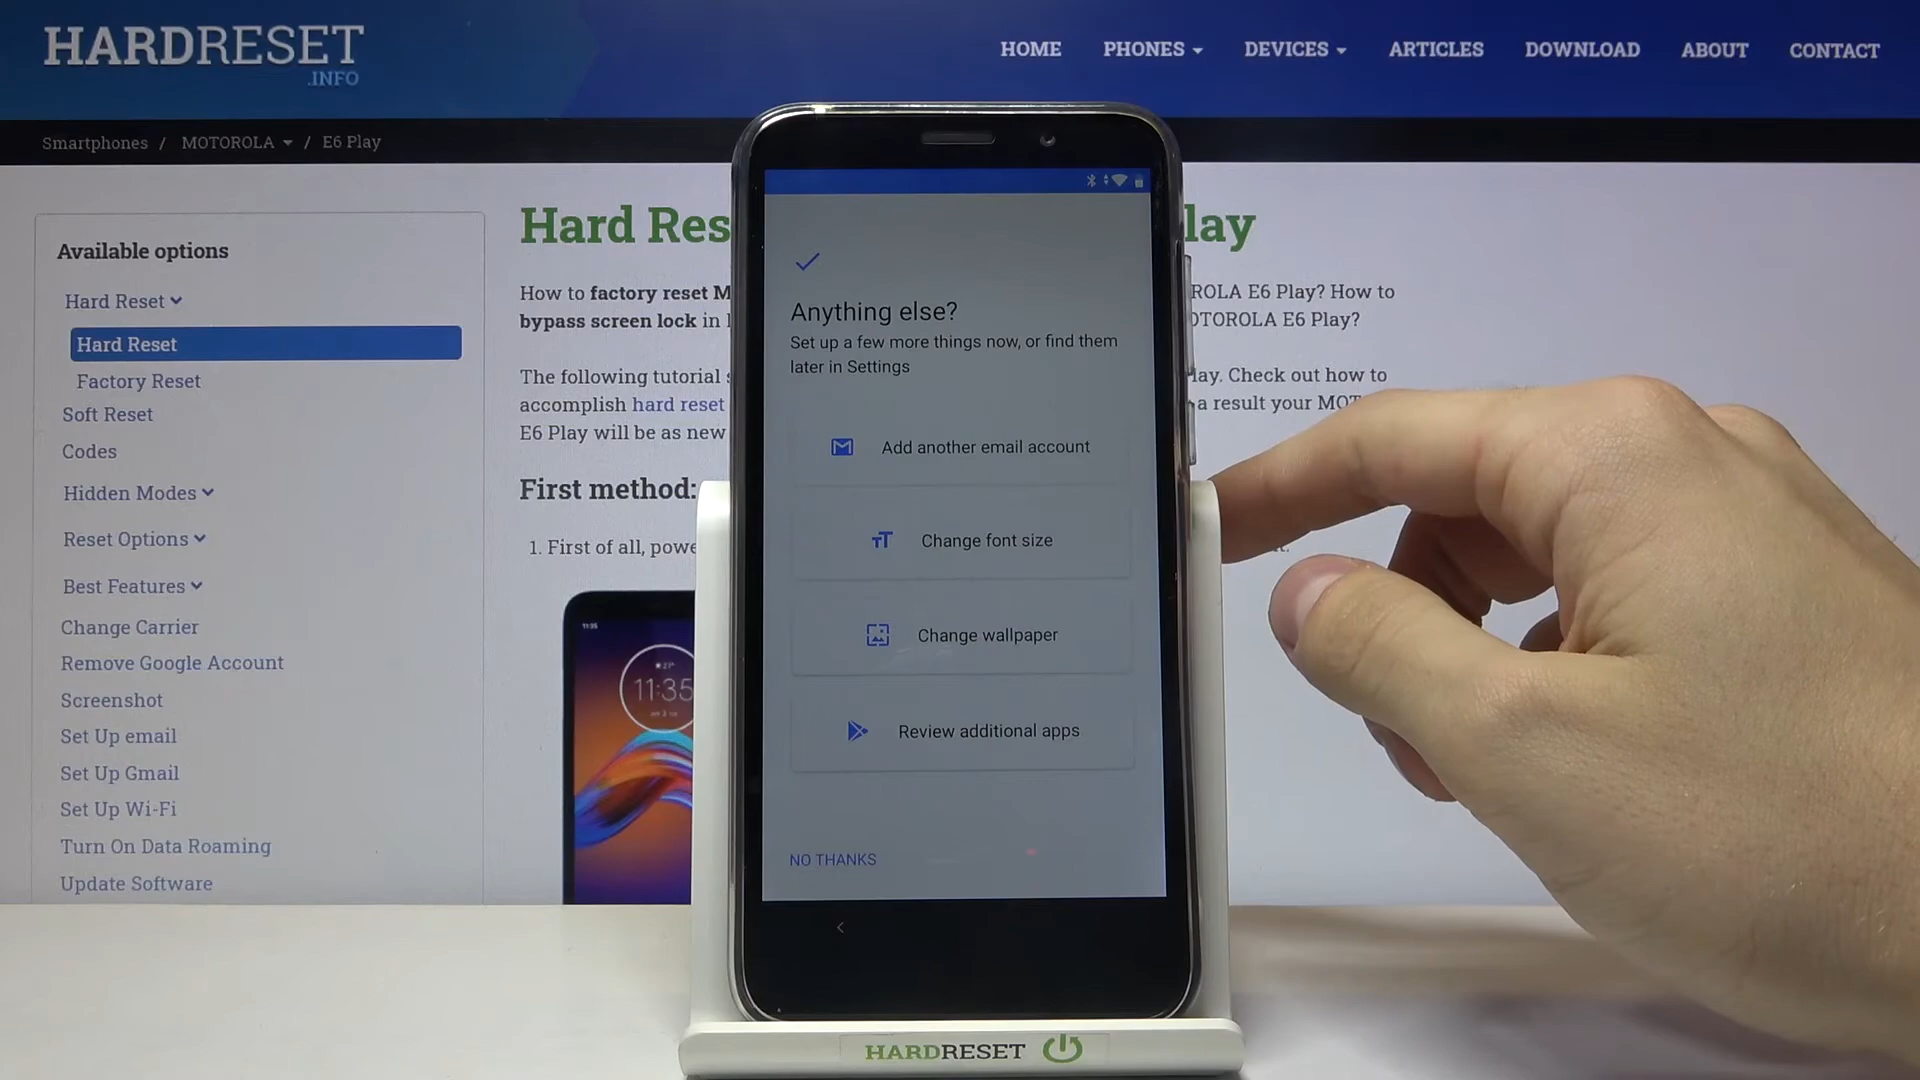 HARDRESET
.INFO
HOME PHONES DEVICES ARTICLES DOWNLOAD ABOUT CONTACT
Smartphones / MOTOROLA / E6 Play
Available options
Hard Reset
Hard Reset
Factory Reset
Soft Reset
Codes
Hidden Modes
Reset Options
Best Features
Change Carrier
Remove Google Account
Screenshot
Set Up email
Set Up Gmail
Set Up Wi-Fi
Turn On Data Roaming
Update Software
Hard Res lay
How to factory reset M ROLA E6 Play? How to
bypass screen lock in OTOROLA E6 Play?
The following tutorial lay. Check out how to
accomplish hard reset a result your MOT
E6 Play will be as new
First method:
1. First of all, powe
11:35
11:35
Anything else?
Set up a few more things now, or find them
later in Settings
Add another email account
Change font size
Change wallpaper
Review additional apps
NO THANKS
HARDRESET